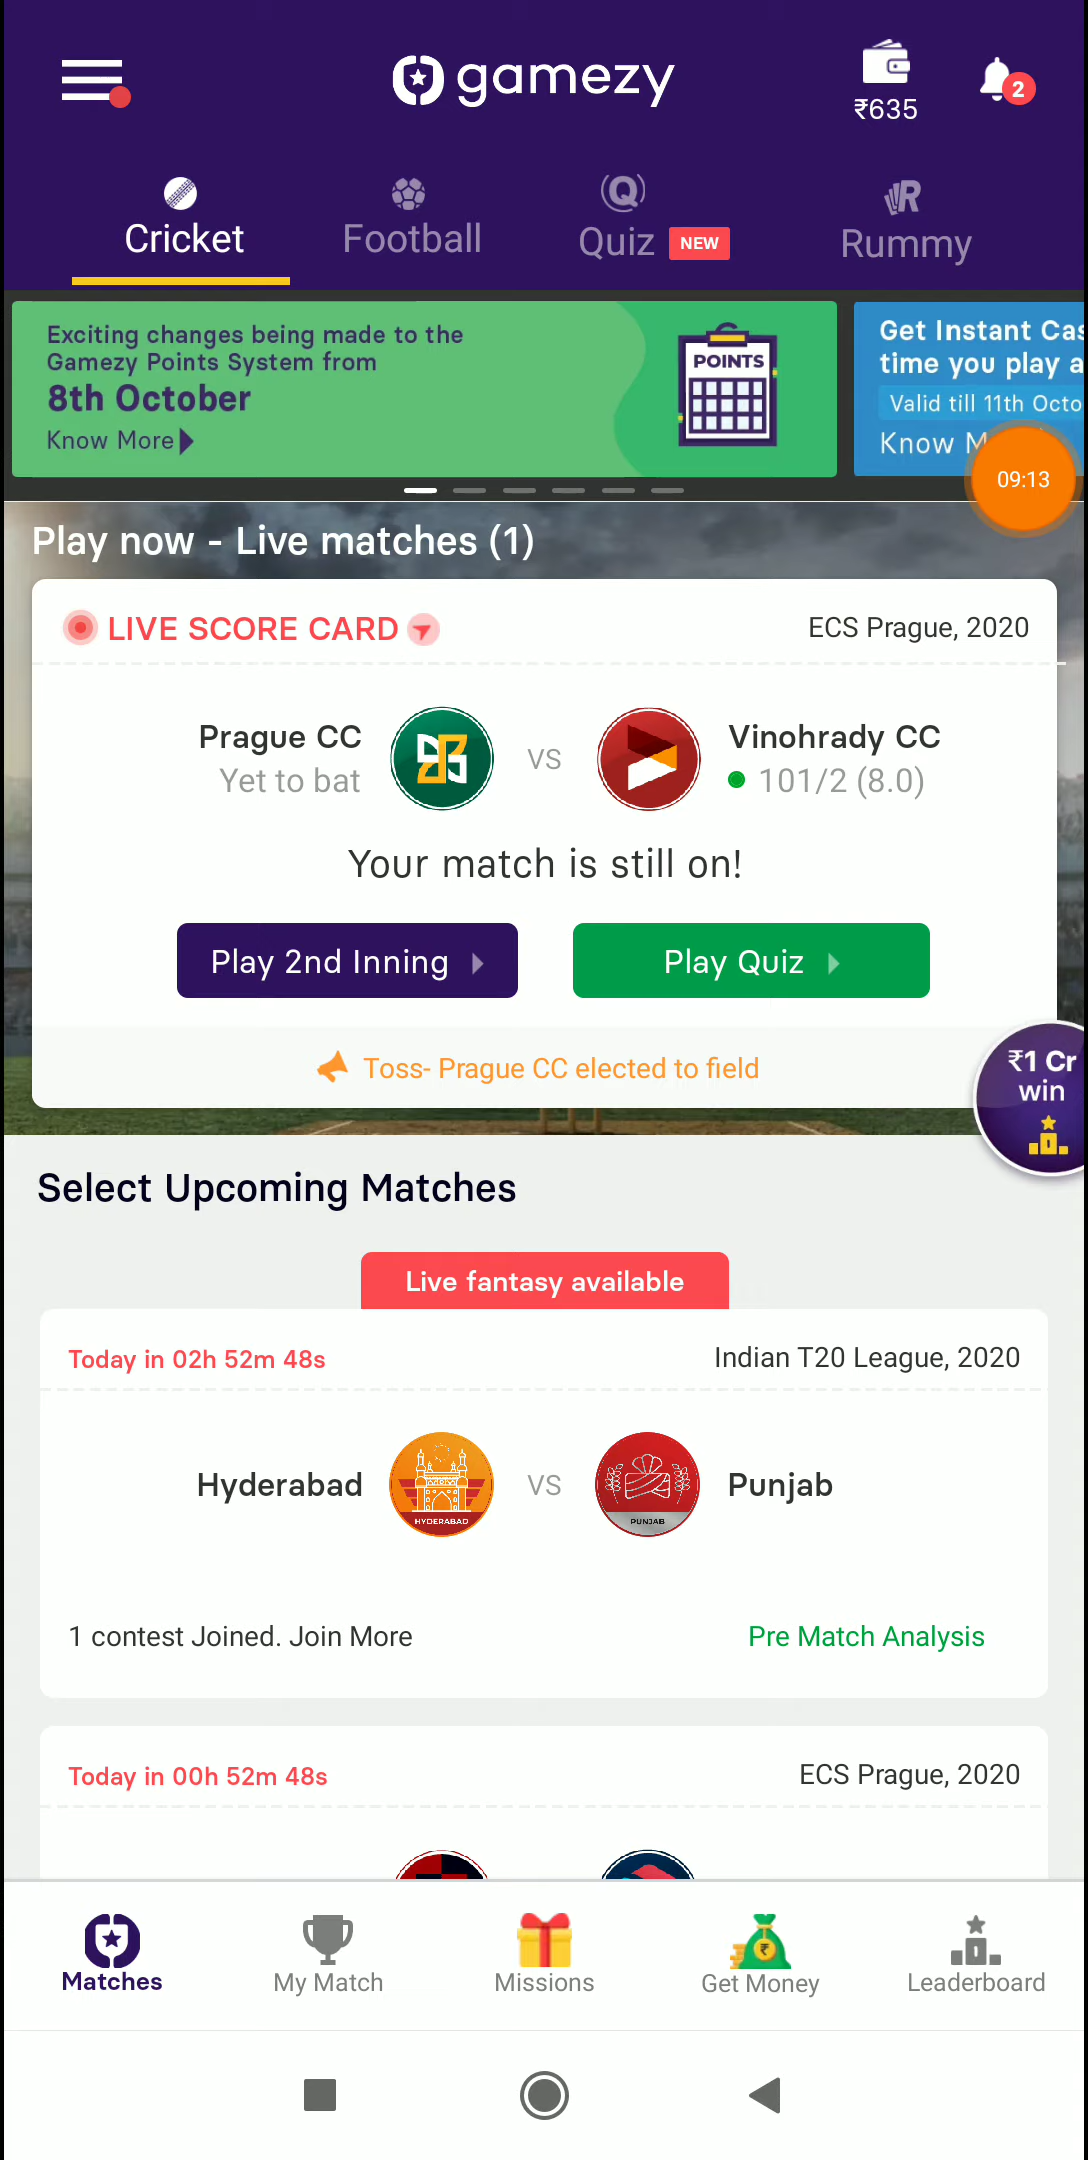 gamezy
₹635
2
Cricket
Football
Quiz NEW
Rummy
Exciting changes being made to the
Gamezy Points System from
8th October
Know More
POINTS
Get Instant Cas
time you play a
Valid till 11th Octo
Know M
09:13
Play now - Live matches (1)
LIVE SCORE CARD
ECS Prague, 2020
Prague CC
Yet to bat
VS
Vinohrady CC
101/2 (8.0)
Your match is still on!
Play 2nd Inning
Play Quiz
Toss- Prague CC elected to field
₹1 Cr
win
Select Upcoming Matches
Live fantasy available
Today in 02h 52m 48s
Indian T20 League, 2020
Hyderabad
HYDERABAD
VS
PUNJAB
Punjab
1 contest Joined. Join More
Pre Match Analysis
Today in 00h 52m 48s
ECS Prague, 2020
Matches
My Match
Missions
Get Money
Leaderboard